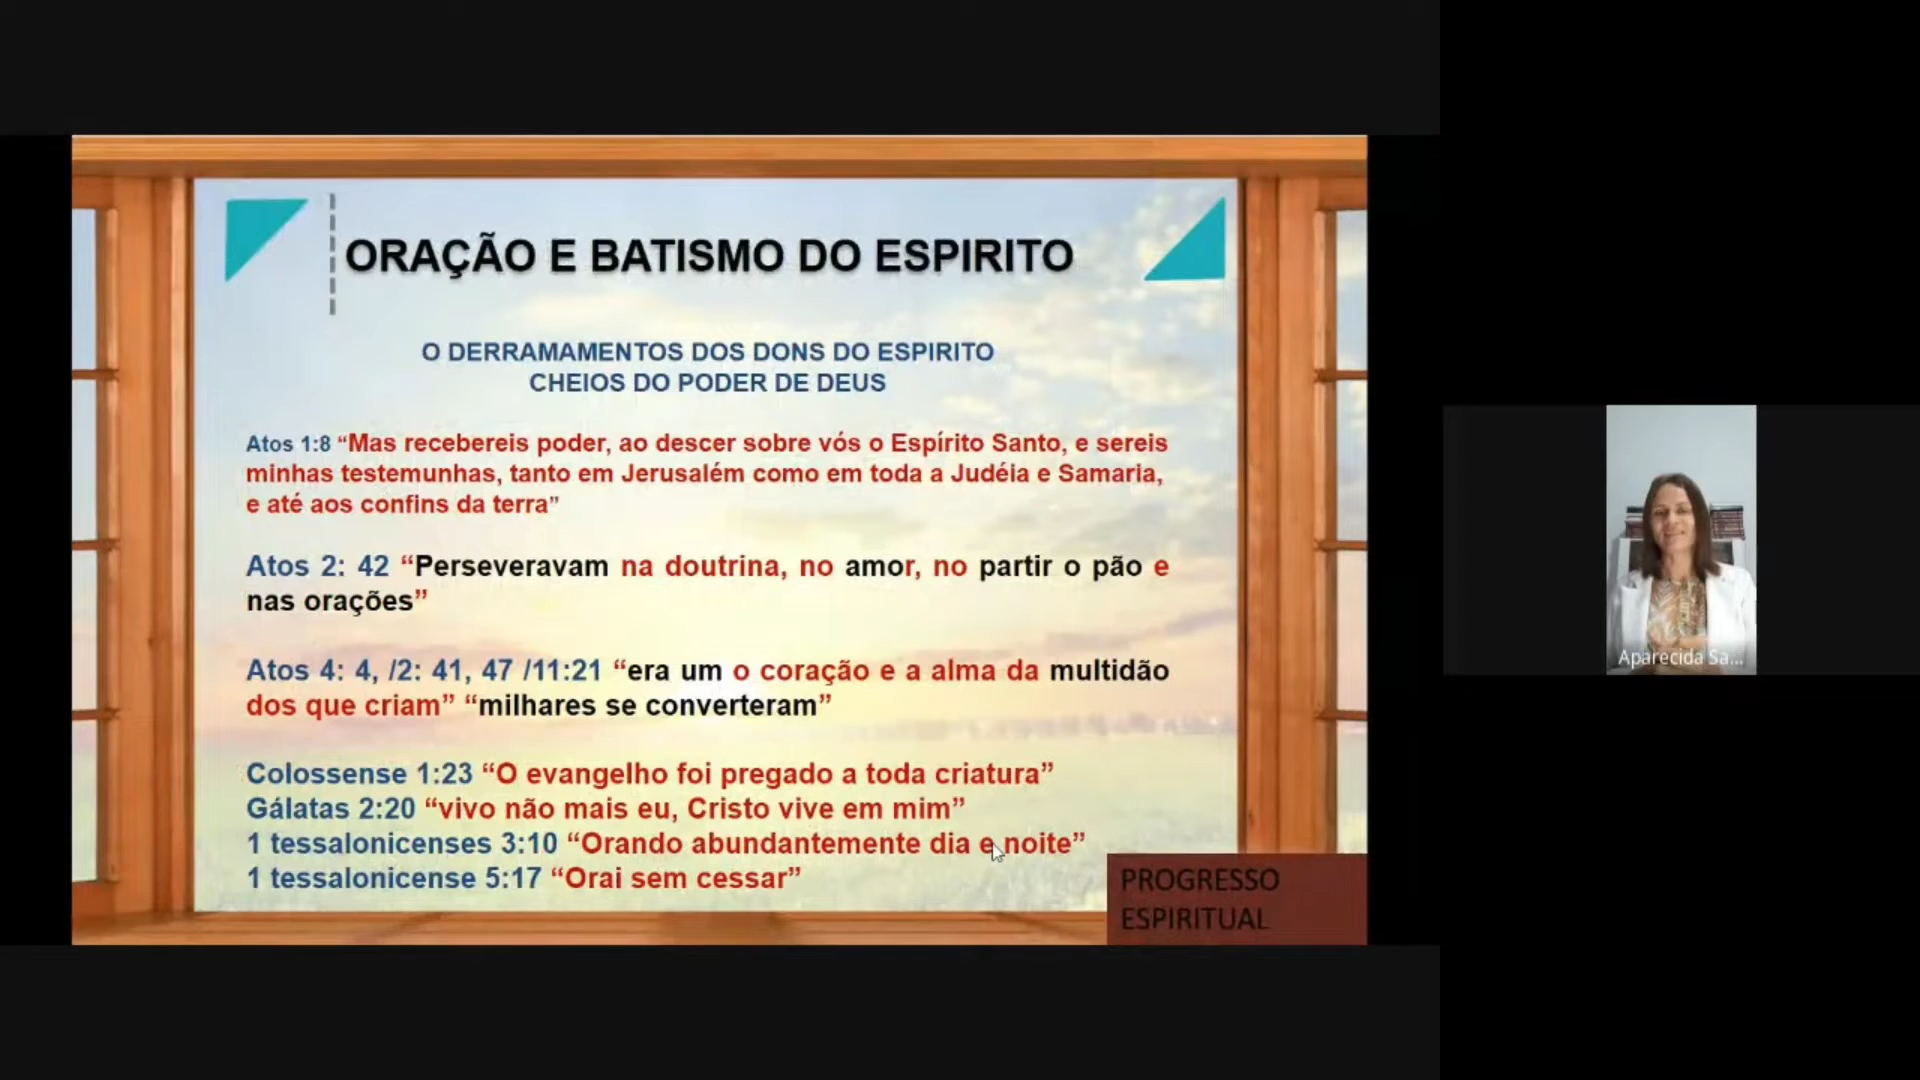 ORAÇÃO E BATISMO DO ESPIRITO
O DERRAMAMENTOS DOS DONS DO ESPIRITO
CHEIOS DO PODER DE DEUS
Atos 1:8 “Mas recebereis poder, ao descer sobre vós o Espírito Santo, e sereis
minhas testemunhas, tanto em Jerusalém como em toda a Judéia e Samaria,
e até aos confins da terra”
Atos 2: 42 “Perseveravam na doutrina, no amor, no partir o pão e
nas orações”
Atos 4: 4, /2: 41, 47 /11:21 “era um o coração e a alma da multidão
dos que criam” “milhares se converteram”
Colossense 1:23 “O evangelho foi pregado a toda criatura”
Gálatas 2:20 “vivo não mais eu, Cristo vive em mim”
1 tessalonicenses 3:10 “Orando abundantemente dia e noite”
1 tessalonicense 5:17 “Orai sem cessar”
PROGRESSO
ESPIRITUAL
Aparecida Sa...